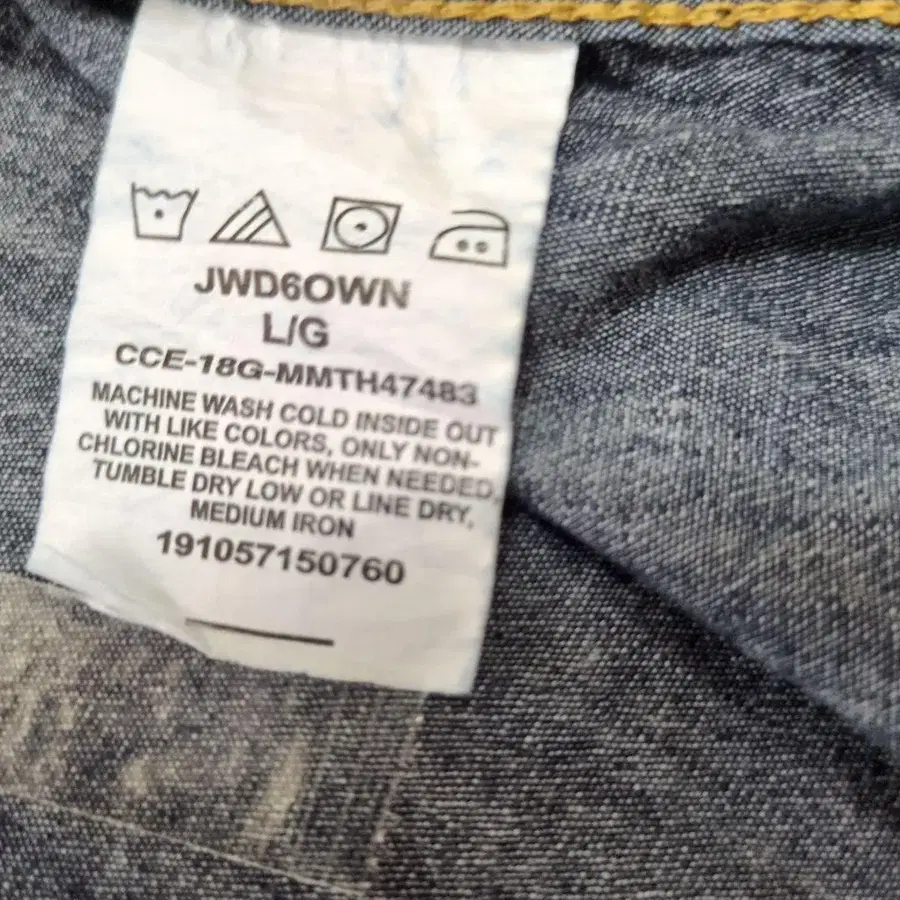 JWD6OWN
L/G
CCE-18G-MMTH47483
MACHINE WASH COLD INSIDE OUT
WITH LIKE COLORS, ONLY NON-
CHLORINE BLEACH WHEN NEEDED,
TUMBLE DRY LOW OR LINE DRY,
MEDIUM IRON
191057150760